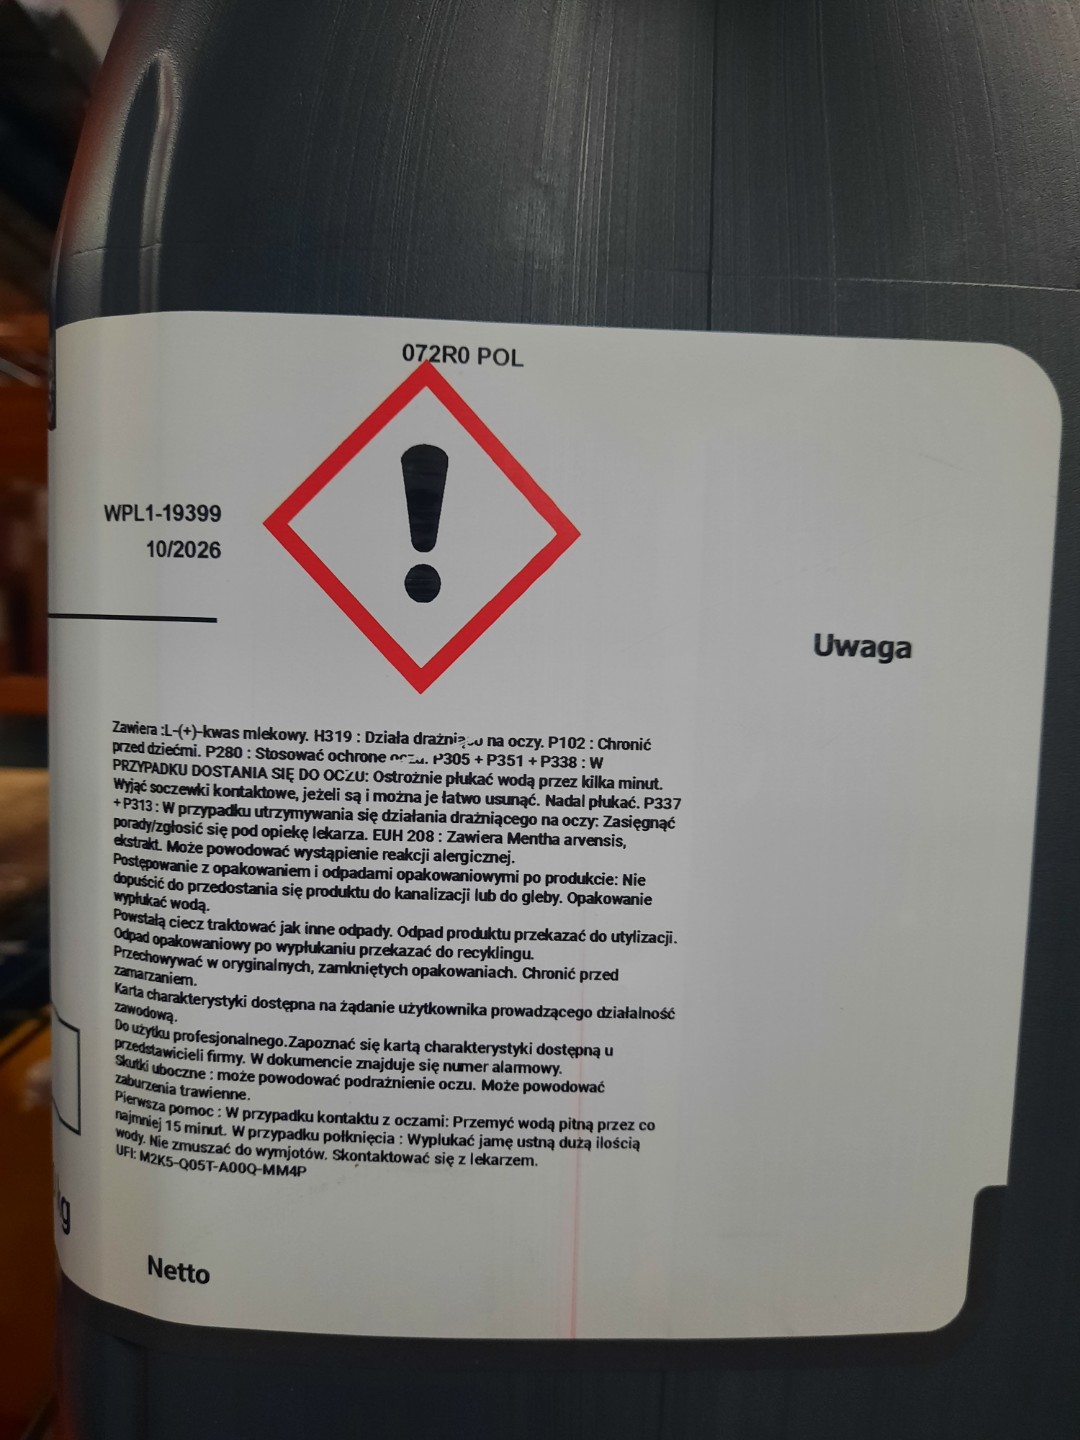 072R0 POL
WPL1-19399
10/2026
Uwaga
Zawiera :L-(+)-kwas mlekowy. H319 : Działa drażniąco na oczy. P102 : Chronić
przed dziećmi. P280 : Stosować ochrone oczu. P305 + P351 + P338 : W
PRZYPADKU DOSTANIA SIĘ DO OCZU: Ostrożnie płukać wodą przez kilka minut.
Wyjąć soczewki kontaktowe, jeżeli są i można je łatwo usunąć. Nadal płukać. P337
+ P313 : W przypadku utrzymywania się działania drażniącego na oczy: Zasięgnąć
porady/zgłosić się pod opiekę lekarza. EUH 208 : Zawiera Mentha arvensis,
ekstrakt. Może powodować wystąpienie reakcji alergicznej.
Postępowanie z opakowaniem i odpadami opakowaniowymi po produkcie: Nie
dopuścić do przedostania się produktu do kanalizacji lub do gleby. Opakowanie
wypłukać wodą.
Powstałą ciecz traktować jak inne odpady. Odpad produktu przekazać do utylizacji.
Odpad opakowaniowy po wypłukaniu przekazać do recyklingu.
Przechowywać w oryginalnych, zamkniętych opakowaniach. Chronić przed
zamarzaniem.
Karta charakterystyki dostępna na żądanie użytkownika prowadzącego działalność
zawodową.
Do użytku profesjonalnego.Zapoznać się kartą charakterystyki dostępną u
przedstawicieli firmy. W dokumencie znajduje się numer alarmowy.
Skutki uboczne : może powodować podrażnienie oczu. Może powodować
zaburzenia trawienne.
Pierwsza pomoc : W przypadku kontaktu z oczami: Przemyć wodą pitną przez co
najmniej 15 minut. W przypadku połknięcia : Wyplukać jamę ustną dużą ilością
wody. Nie zmuszać do wymjotów. Skontaktować się z lekarzem.
UFI: M2K5-Q05T-A00Q-MM4P
kg
Netto